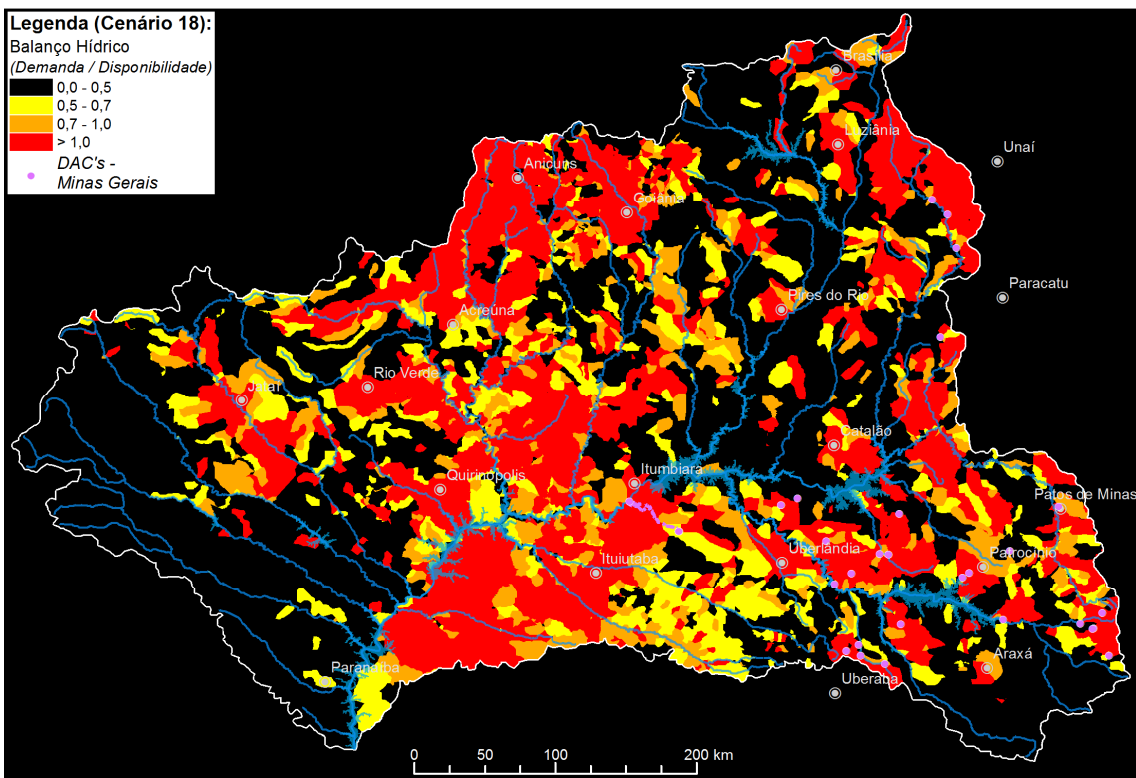 Legenda (Cenário 18):
Balanço Hídrico
(Demanda / Disponibilidade)
0,0 - 0,5
0,5 - 0,7
0,7 - 1,0
> 1,0
DAC's -
Minas Gerais
Brasília
Luziânia
Unaí
Anicuns
Goiânia
Paracatu
Pires do Rio
Acreúna
Rio Verde
Jataí
Catalão
Itumbiara
Quirinópolis
Patos de Minas
Uberlândia
Patrocínio
Ituiutaba
Araxá
Paranaíba
Uberaba
0 50 100 200 km